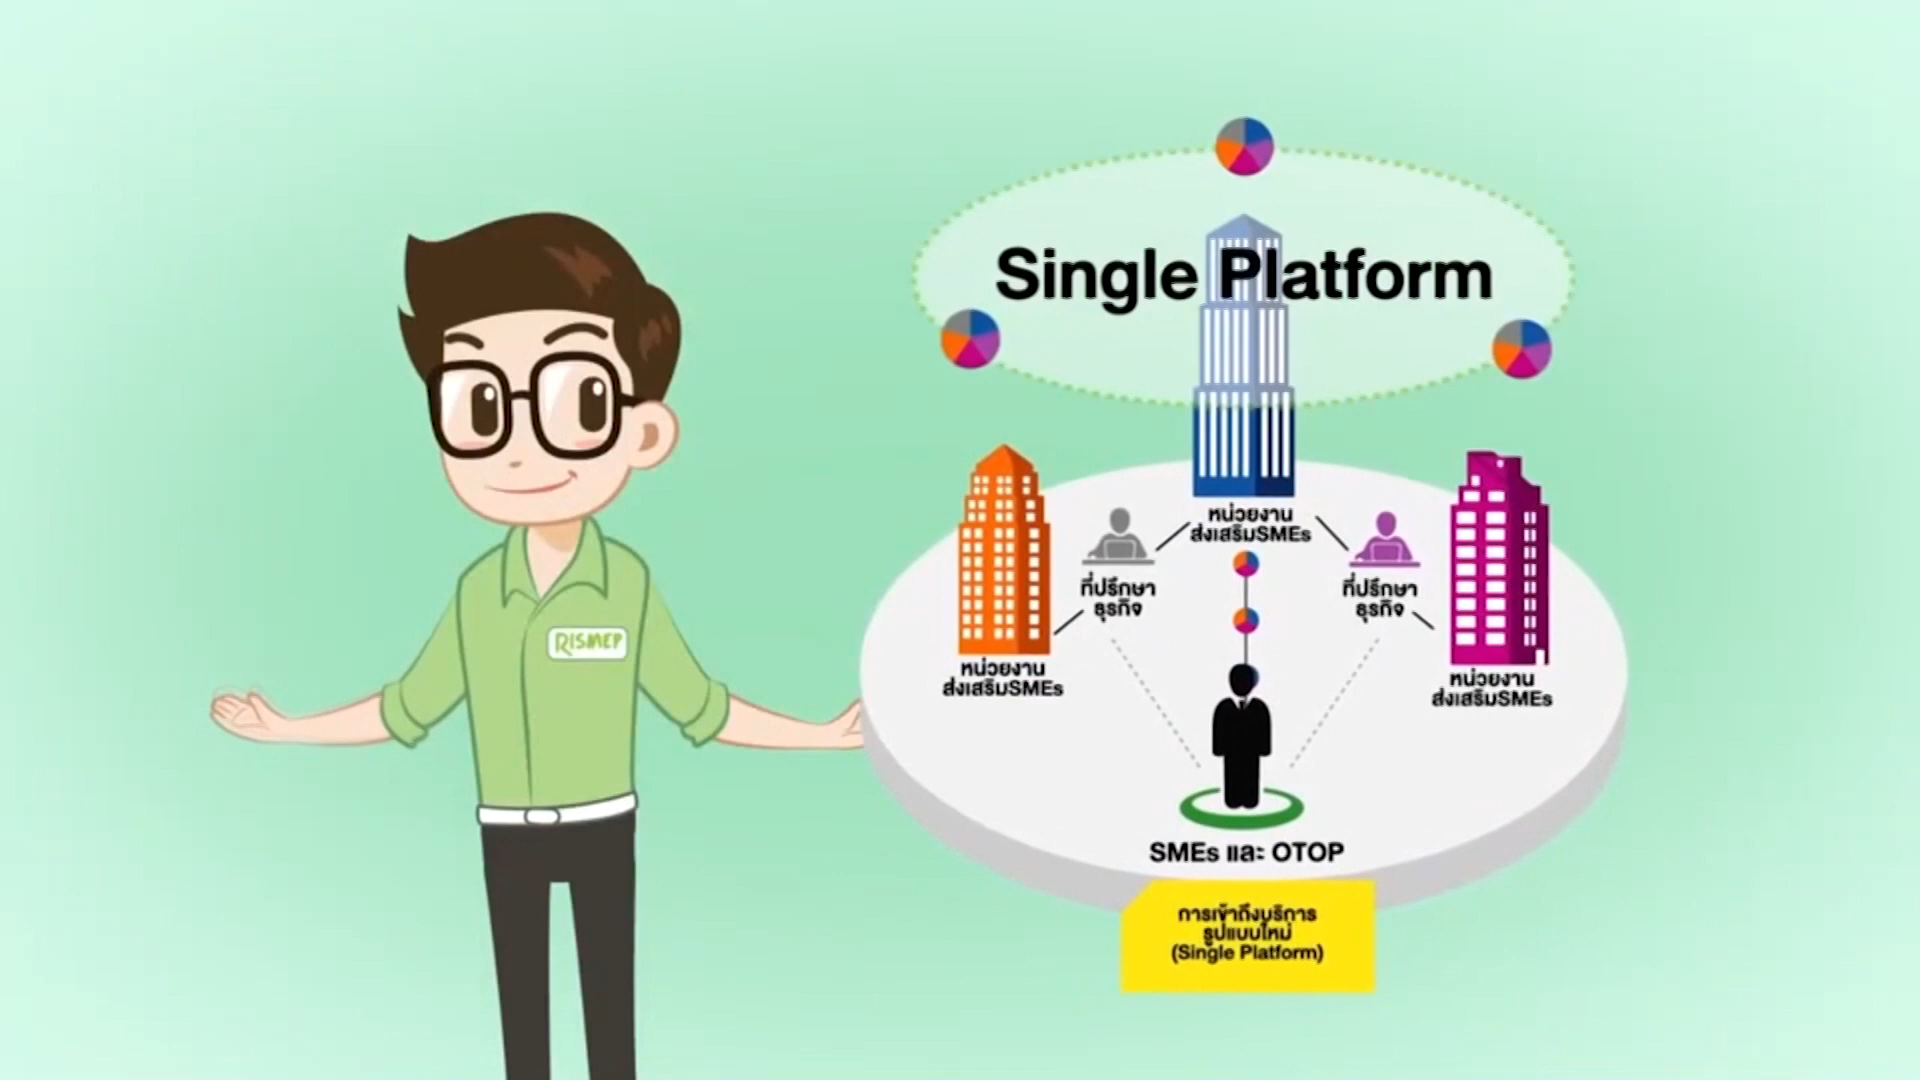 Single Platform
หน่วยงาน
ส่งเสริมSMEs
ที่ปรึกษา
ธุรกิจ
ที่ปรึกษา
ธุรกิจ
RISMEP
หน่วยงาน
ส่งเสริมSMEs
หน่วยงาน
ส่งเสริมSMEs
SMEs และ OTOP
การเข้าถึงบริการ
รูปแบบใหม่
(Single Platform)